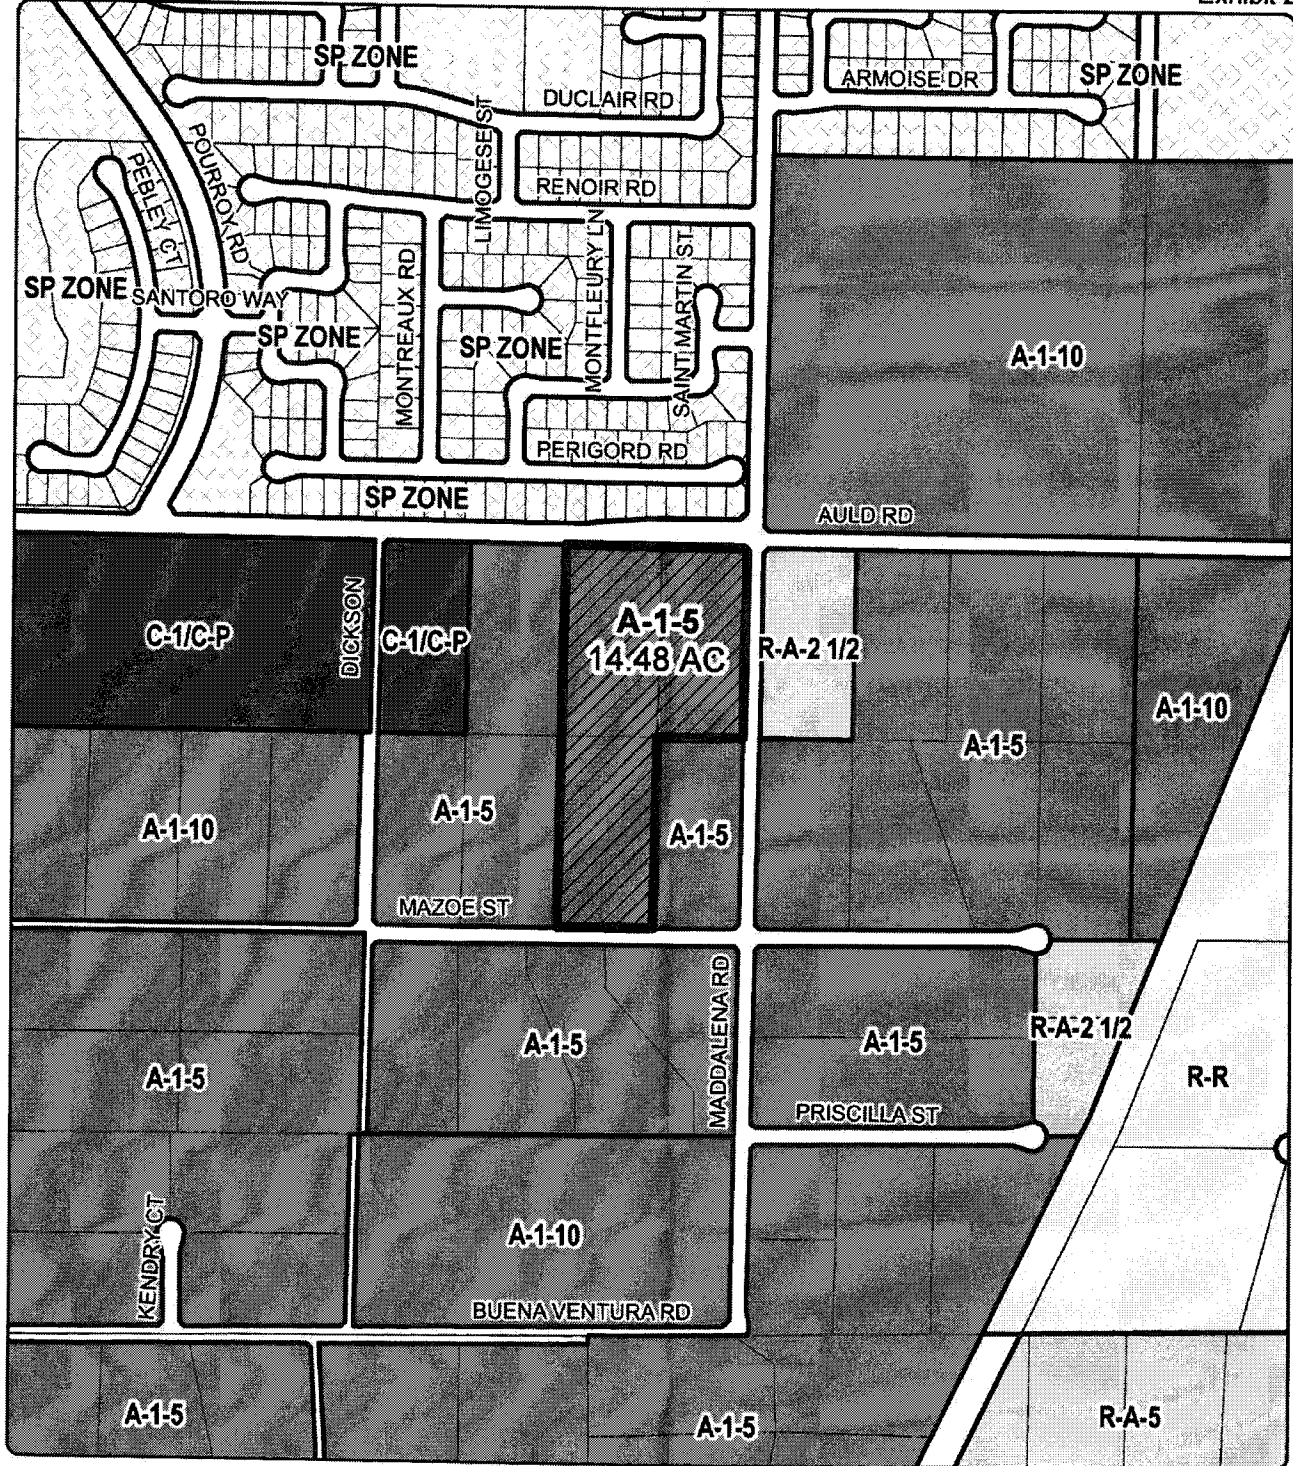 Exhibit 2
SP ZONE
ARMOISE DR
SP ZONE
DUCLAIR RD
LIMOGESE ST
POURROY RD
PEBLEY CT
RENOIR RD
MONTFLEURY LN
SAINT MARTIN ST
MONTREAUX RD
SP ZONE
SANTORO WAY
SP ZONE
SP ZONE
A-1-10
PERIGORD RD
SP ZONE
AULD RD
C-1/C-P
DICKSON
C-1/C-P
A-1-5
14.48 AC
R-A-2 1/2
A-1-10
A-1-5
A-1-10
A-1-5
A-1-5
MAZOE ST
MADDALENA RD
A-1-5
A-1-5
A-1-5
R-A-2 1/2
R-R
PRISCILLA ST
KENDRY CT
A-1-10
BUENA VENTURA RD
A-1-5
A-1-5
R-A-5